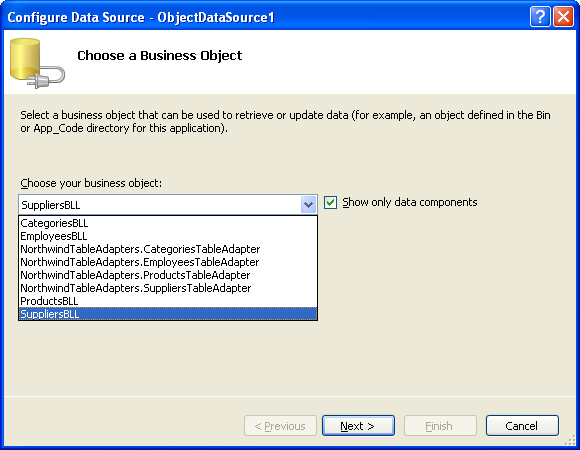 Configure Data Source - ObjectDataSource1
Choose a Business Object
Select a business object that can be used to retrieve or update data (for example, an object defined in the Bin
or App_Code directory for this application).
Choose your business object:
SuppliersBLL
Show only data components
CategoriesBLL
EmployeesBLL
NorthwindTableAdapters.CategoriesTableAdapter
NorthwindTableAdapters.EmployeesTableAdapter
NorthwindTableAdapters.ProductsTableAdapter
NorthwindTableAdapters.SuppliersTableAdapter
ProductsBLL
SuppliersBLL
< Previous
Next >
Finish
Cancel